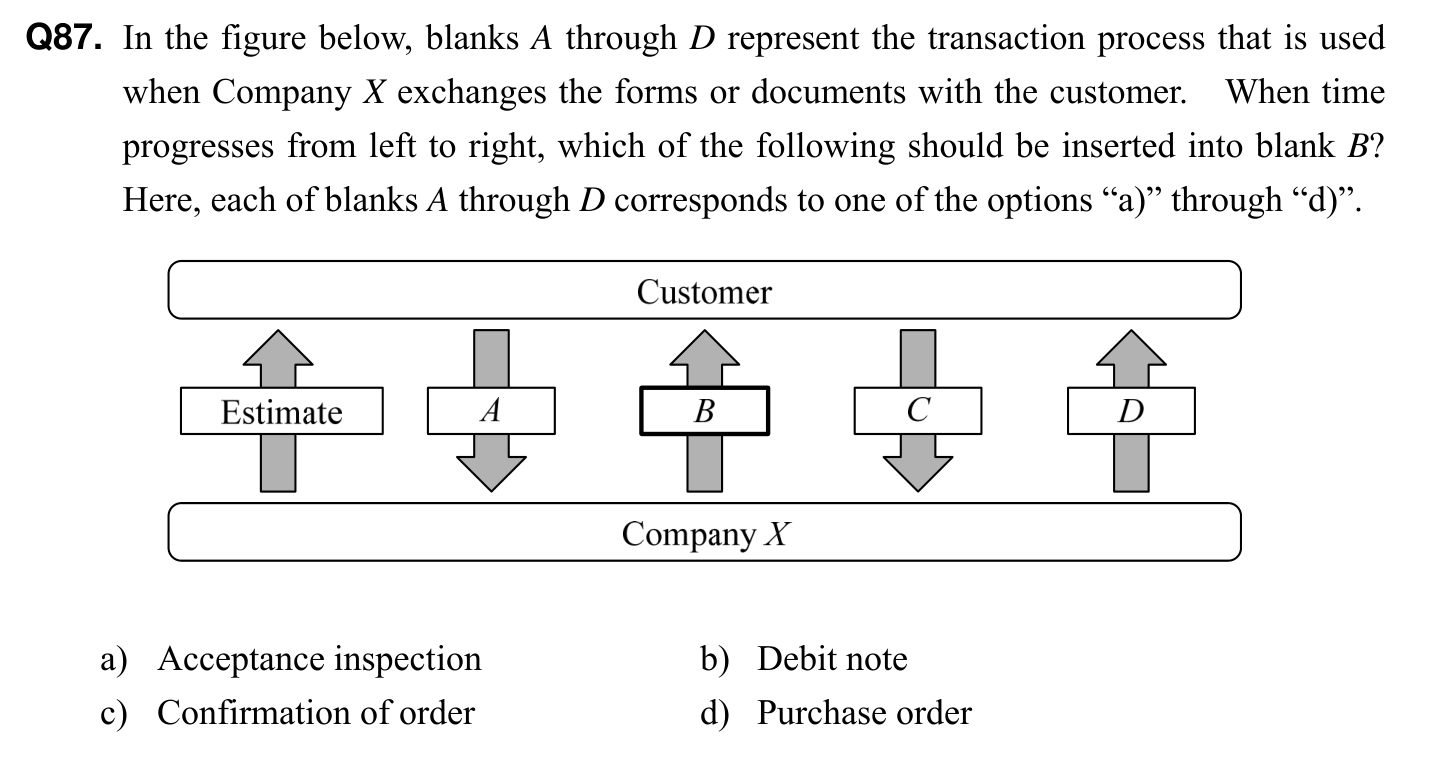 Q87. In the figure below, blanks A through D represent the transaction process that is used
when Company X exchanges the forms or documents with the customer. When time
progresses from left to right, which of the following should be inserted into blank B?
Here, each of blanks A through D corresponds to one of the options “a)” through “d)”.
Customer
Estimate A B C D
Company X
a) Acceptance inspection b) Debit note
c) Confirmation of order d) Purchase order